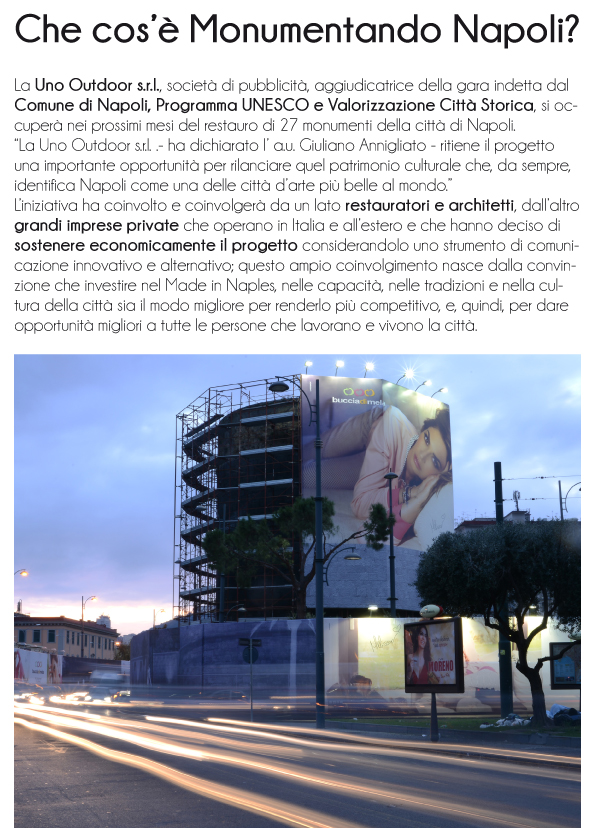 Che cos'è Monumentando Napoli?
La Uno Outdoor s.r.l., società di pubblicità, aggiudicatrice della gara indetta dal
Comune di Napoli, Programma UNESCO e Valorizzazione Città Storica, si oc-
cuperà nei prossimi mesi del restauro di 27 monumenti della città di Napoli.
"La Uno Outdoor s.r.l. .- ha dichiarato l' a.u. Giuliano Annigliato - ritiene il progetto
una importante opportunità per rilanciare quel patrimonio culturale che, da sempre,
identifica Napoli come una delle città d'arte più belle al mondo."
L'iniziativa ha coinvolto e coinvolgerà da un lato restauratori e architetti, dall'altro
grandi imprese private che operano in Italia e all'estero e che hanno deciso di
sostenere economicamente il progetto considerandolo uno strumento di comuni-
cazione innovativo e alternativo; questo ampio coinvolgimento nasce dalla convin-
zione che investire nel Made in Naples, nelle capacità, nelle tradizioni e nella cul-
tura della città sia il modo migliore per renderlo più competitivo, e, quindi, per dare
opportunità migliori a tutte le persone che lavorano e vivono la città.
bucciadimela
MORENO